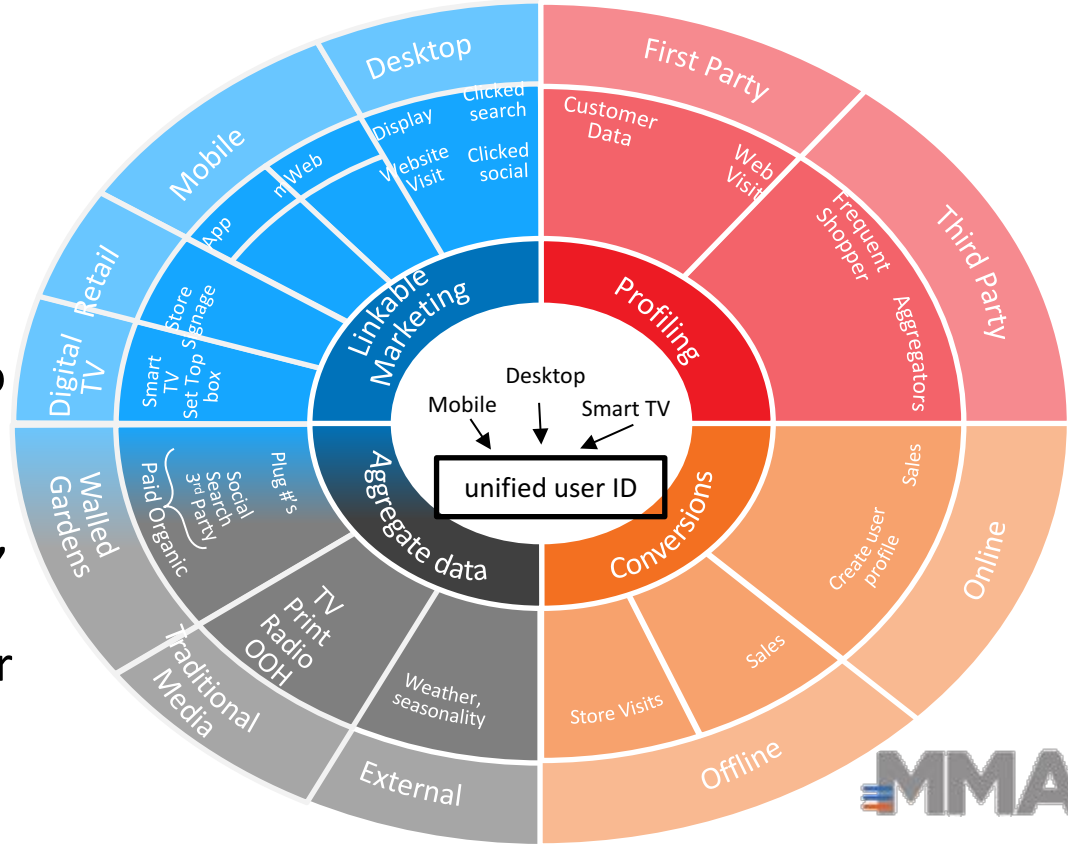 Desktop
Clicked
search
Display
Website
Visit
Clicked
social
Mobile
mWeb
App
Retail
Store
Signage
Digital
TV
Smart
TV
Set Top
box
Linkable
Marketing
First Party
Customer
Data
Web
Visit
Third Party
Frequent
Shopper
Aggregators
Profiling
Desktop
Mobile
Smart TV
unified user ID
Walled
Gardens
Plug #'s
Social
Search
3rd Party
Paid Organic
Aggregate data
Traditional
Media
TV
Print
Radio
OOH
External
Weather,
seasonality
Conversions
Online
Sales
Create user
profile
Offline
Sales
Store Visits
MMA